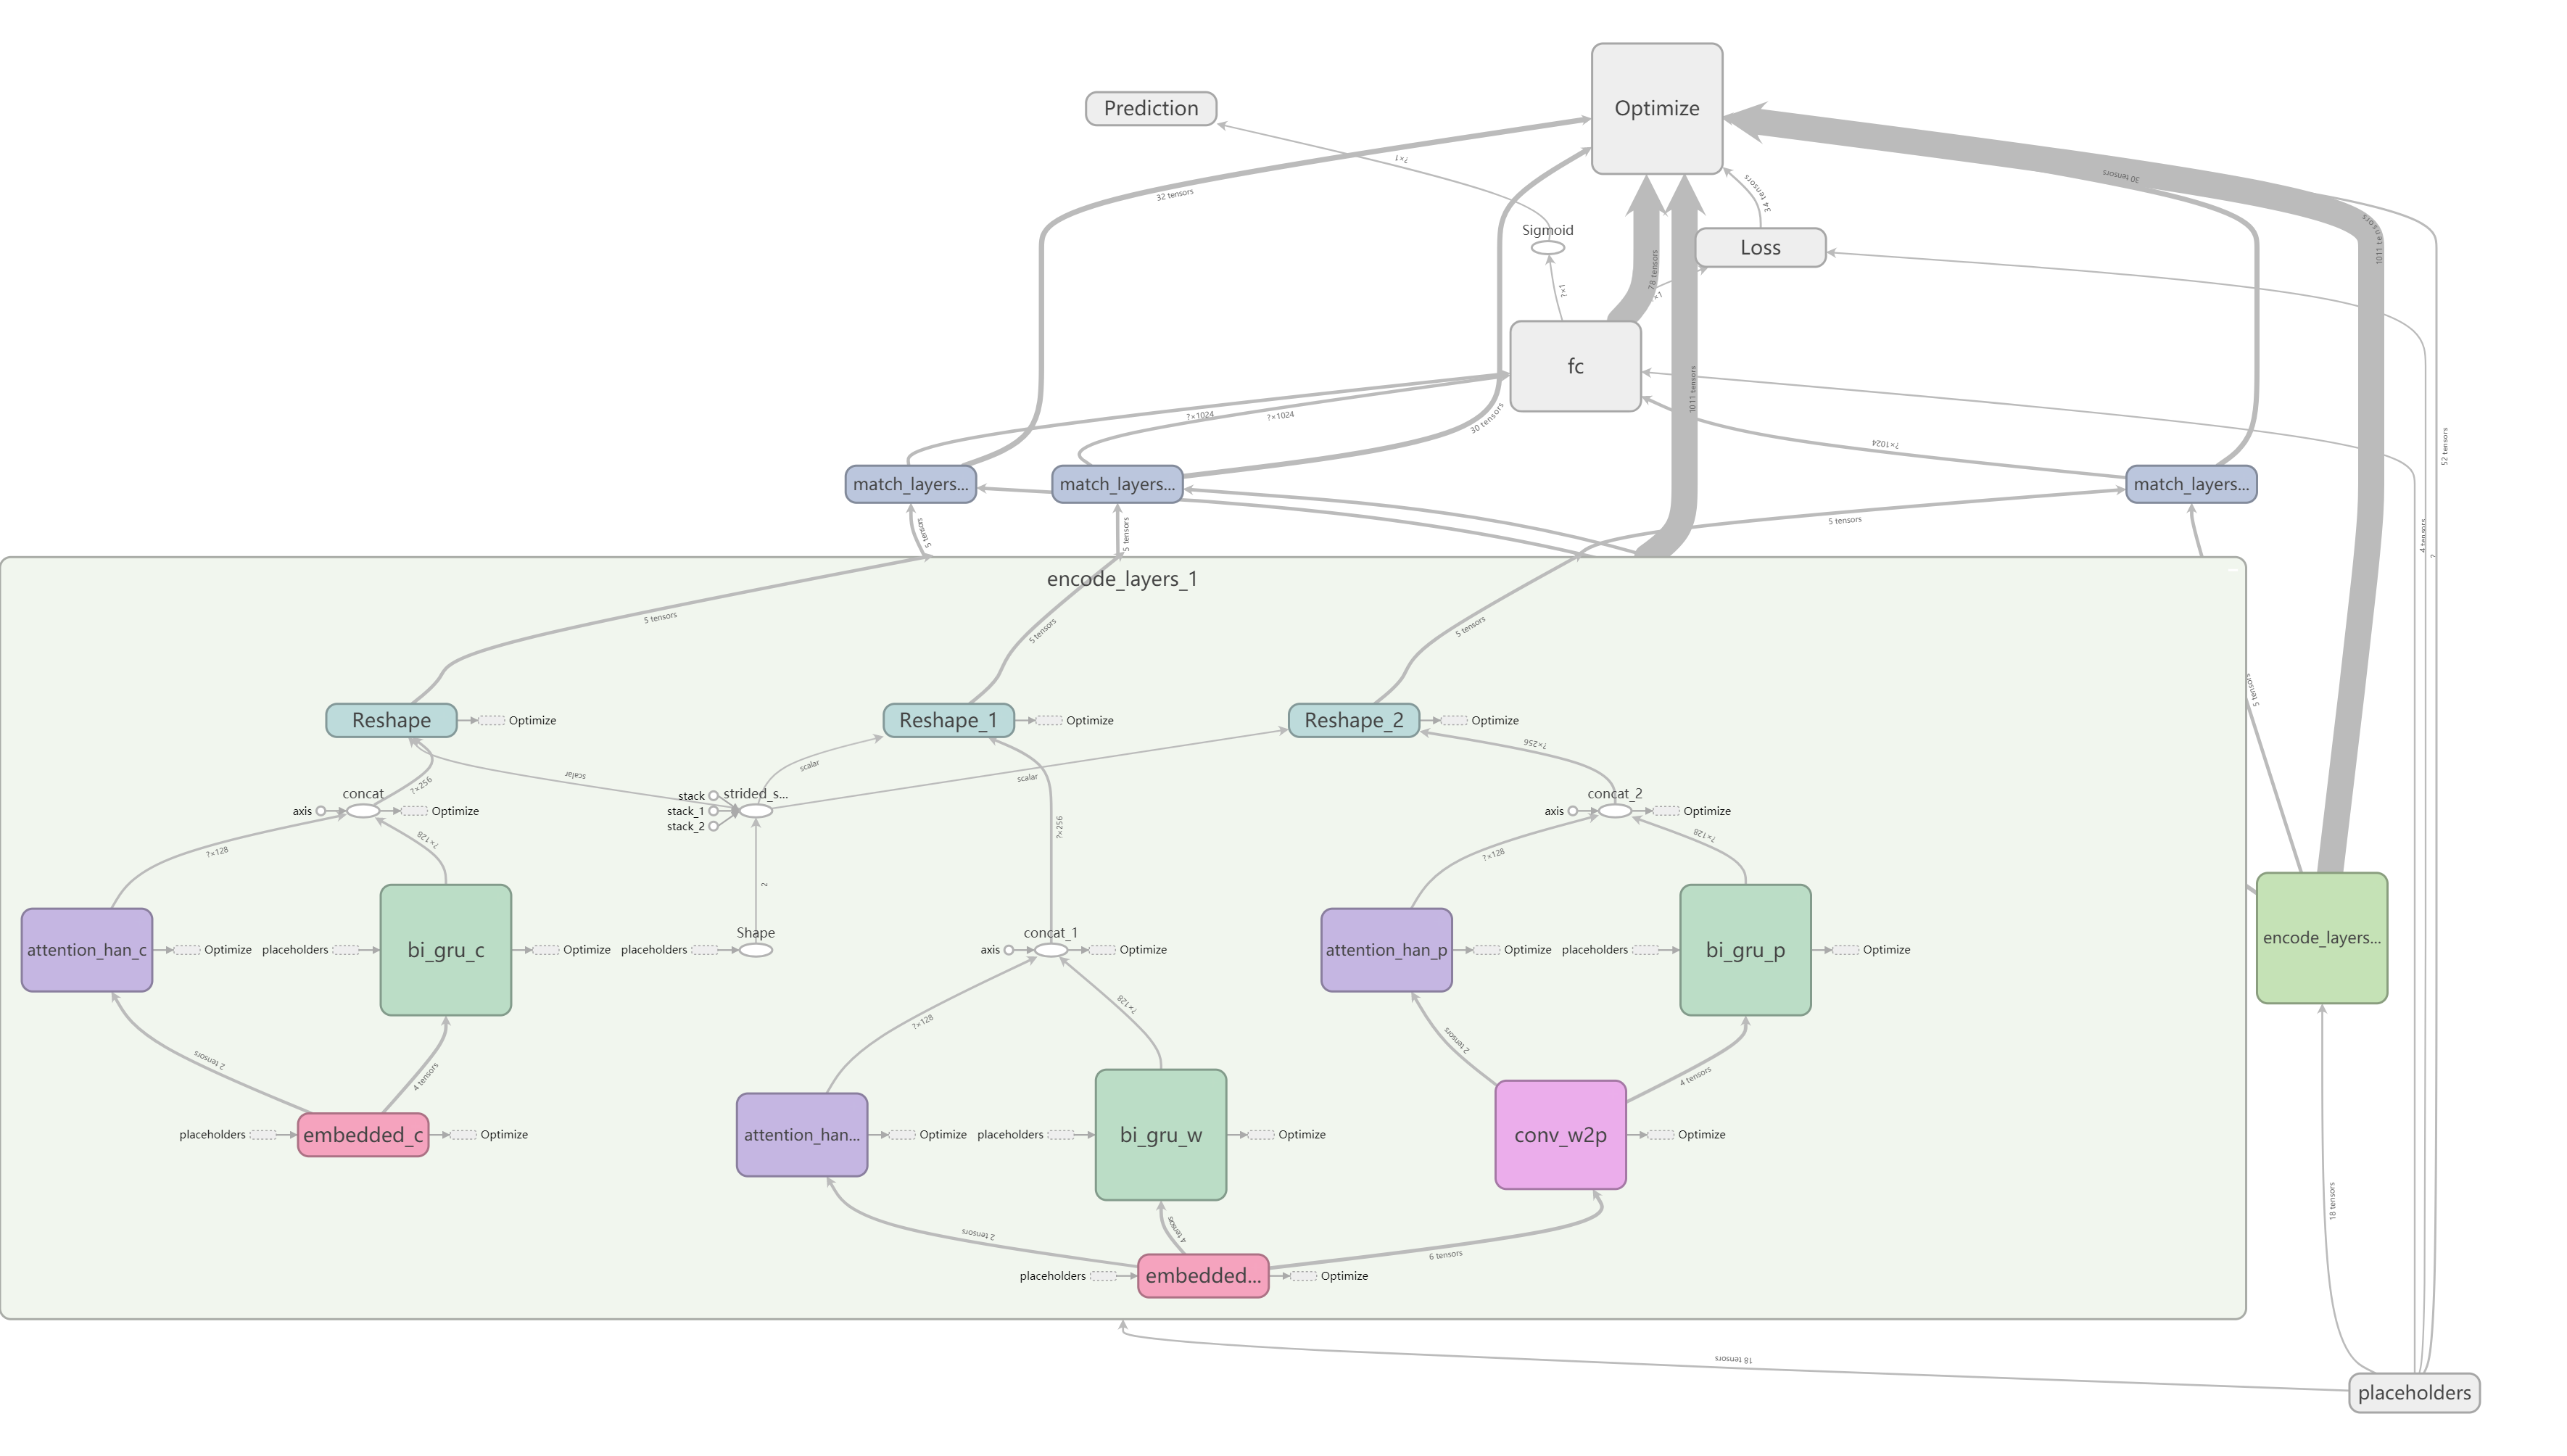 Optimize
Prediction
?×1
30 tensors
32 tensors
34 tensors
1011 tensors
Sigmoid
Loss
78 tensors
?×1
fc
1011 tensors
?×1024
?×1024
30 tensors
?×1024
52 tensors
match_layers...
match_layers...
match_layers...
5 tensors
5 tensors
5 tensors
4 tensors
?
encode_layers_1
5 tensors
5 tensors
5 tensors
5 tensors
Reshape
Optimize
Reshape_1
Optimize
Reshape_2
Optimize
?×256
scalar
scalar
scalar
?×256
concat
?×256
axis
Optimize
stack
strided_s...
stack_1
stack_2
concat_2
axis
Optimize
?×128
?×128
?×256
?×128
?×128
2
attention_han_c
Optimize
placeholders
bi_gru_c
Optimize
placeholders
Shape
axis
concat_1
Optimize
attention_han_p
Optimize
placeholders
bi_gru_p
Optimize
encode_layers...
?×128
?×128
2 tensors
2 tensors
4 tensors
4 tensors
placeholders
embedded_c
Optimize
attention_han...
Optimize
placeholders
bi_gru_w
Optimize
conv_w2p
Optimize
2 tensors
4 tensors
6 tensors
18 tensors
placeholders
embedded...
Optimize
18 tensors
placeholders